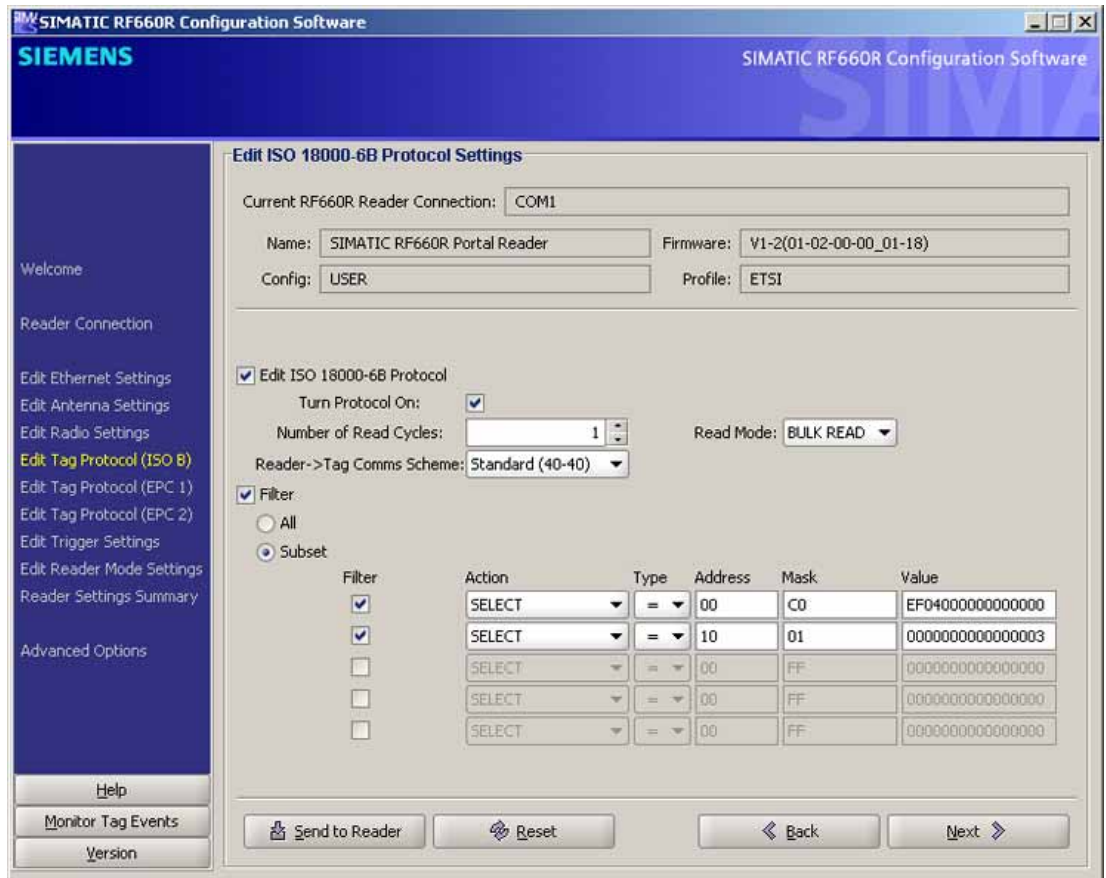 SIMATIC RF660R Configuration Software
SIEMENS
SIMATIC RF660R Configuration Software
SIMA
Welcome
Reader Connection
Edit Ethernet Settings
Edit Antenna Settings
Edit Radio Settings
Edit Tag Protocol (ISO B)
Edit Tag Protocol (EPC 1)
Edit Tag Protocol (EPC 2)
Edit Trigger Settings
Edit Reader Mode Settings
Reader Settings Summary
Advanced Options
Help
Monitor Tag Events
Version
Edit ISO 18000-6B Protocol Settings
Current RF660R Reader Connection: COM1
Name: SIMATIC RF660R Portal Reader Firmware: V1-2(01-02-00-00_01-18)
Config: USER Profile: ETSI
Edit ISO 18000-6B Protocol
Turn Protocol On:
Number of Read Cycles: 1 Read Mode: BULK READ
Reader->Tag Comms Scheme: Standard (40-40)
Filter
All
Subset
Filter Action Type Address Mask Value
SELECT = 00 C0 EF04000000000000
SELECT = 10 01 0000000000000003
SELECT = 00 FF 0000000000000000
SELECT = 00 FF 0000000000000000
SELECT = 00 FF 0000000000000000
Send to Reader Reset Back Next